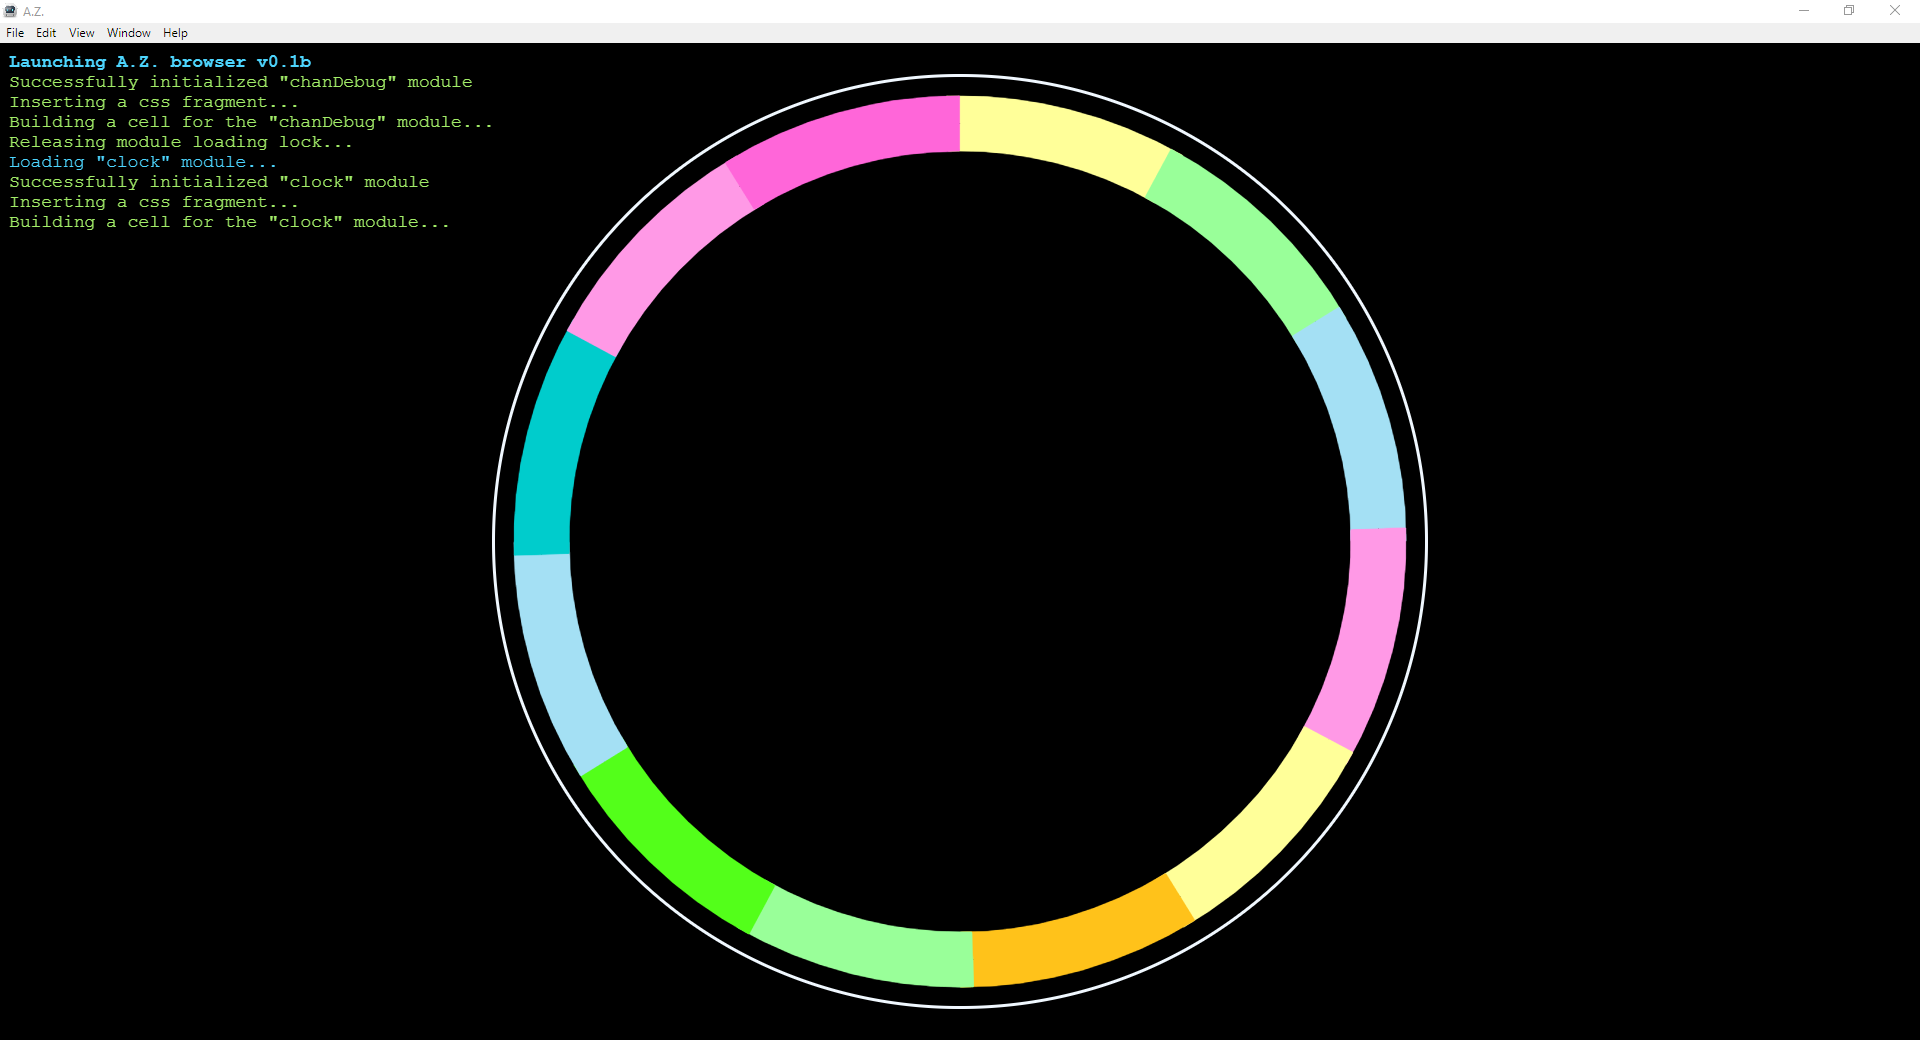 A.Z.
File Edit View Window Help
Launching A.Z. browser v0.1b
Successfully initialized "chanDebug" module
Inserting a css fragment...
Building a cell for the "chanDebug" module...
Releasing module loading lock...
Loading "clock" module...
Successfully initialized "clock" module
Inserting a css fragment...
Building a cell for the "clock" module...